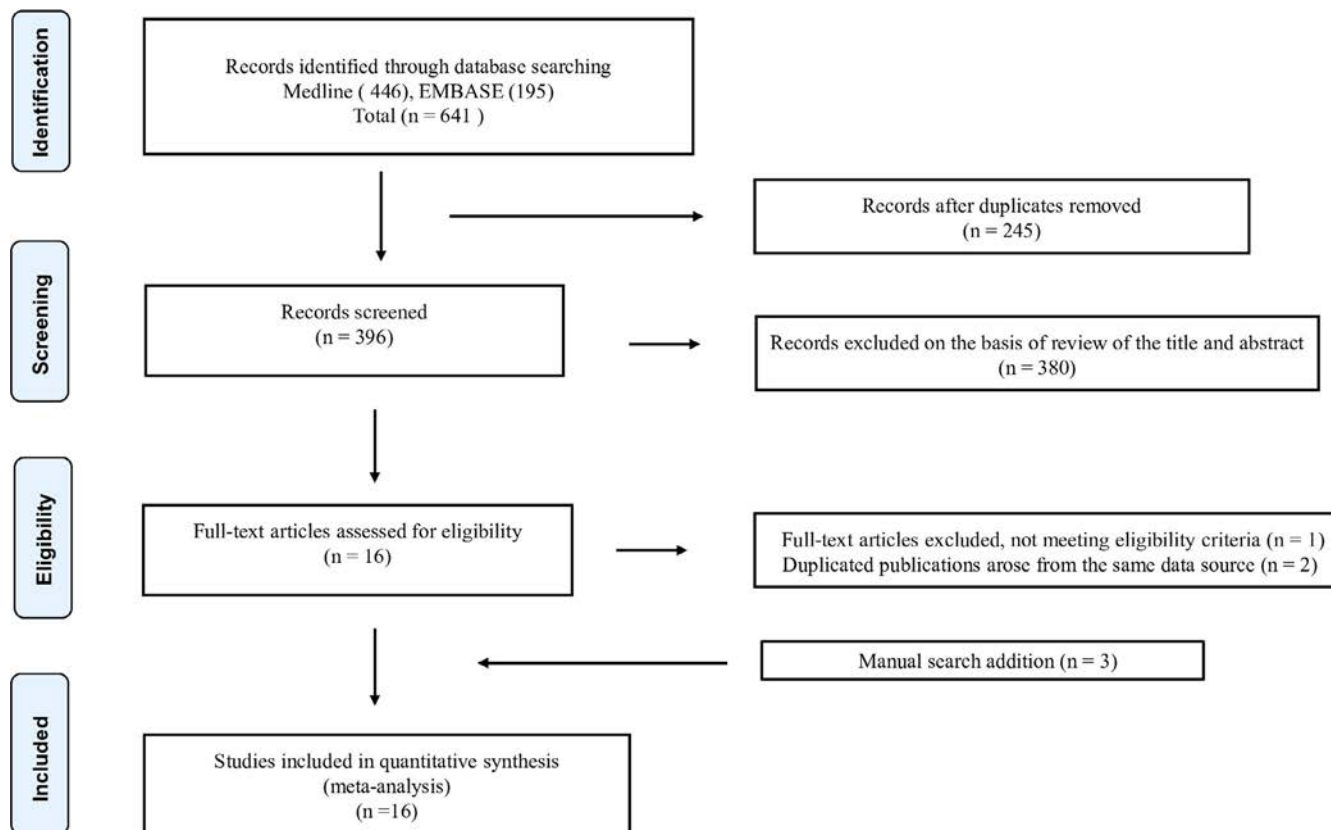 Identification
Records identified through database searching
Medline ( 446), EMBASE (195)
Total (n = 641 )
Records after duplicates removed
(n = 245)
Screening
Records screened
(n = 396)
Records excluded on the basis of review of the title and abstract
(n = 380)
Eligibility
Full-text articles assessed for eligibility
(n = 16)
Full-text articles excluded, not meeting eligibility criteria (n = 1)
Duplicated publications arose from the same data source (n = 2)
Manual search addition (n = 3)
Included
Studies included in quantitative synthesis
(meta-analysis)
(n =16)